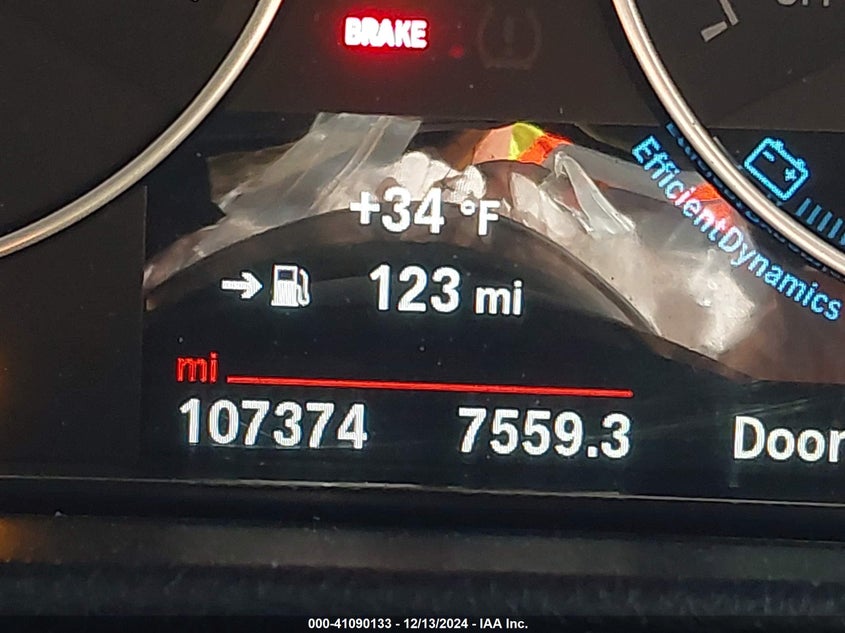 BRAKE
EfficientDynamics
+34 °F
123 mi
mi
107374 7559.3 Door
000-41090133 - 12/13/2024 - IAA Inc.